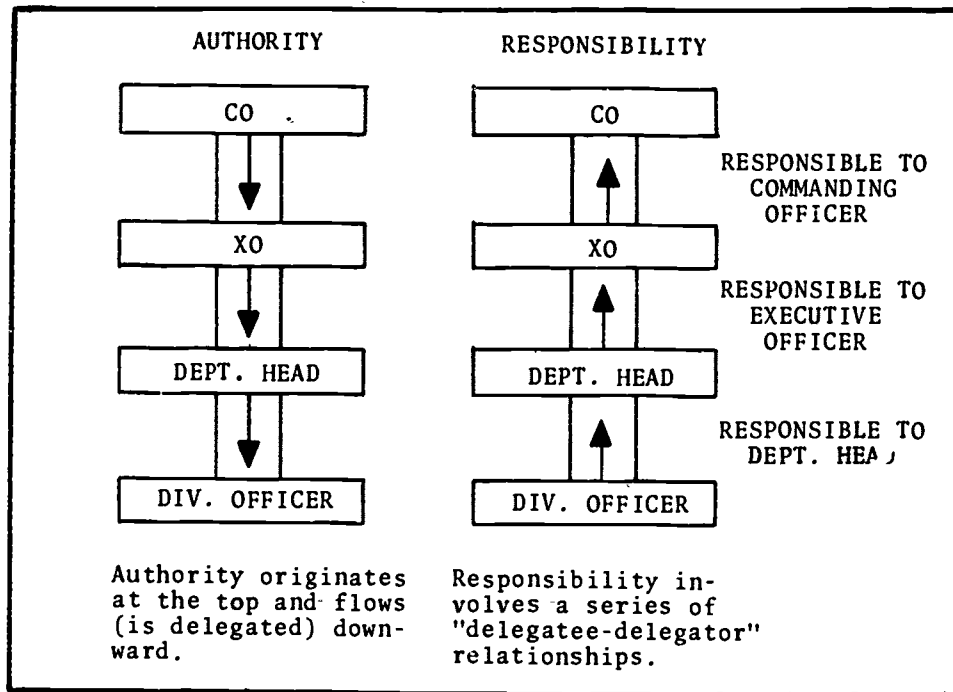 AUTHORITY
CO
XO
DEPT. HEAD
DIV. OFFICER
Authority originates
at the top and flows
(is delegated) down-
ward.
RESPONSIBILITY
CO
RESPONSIBLE TO
COMMANDING
OFFICER
XO
RESPONSIBLE TO
EXECUTIVE
OFFICER
DEPT. HEAD
RESPONSIBLE TO
DEPT. HEAD
DIV. OFFICER
Responsibility in-
volves a series of
"delegatee-delegator"
relationships.